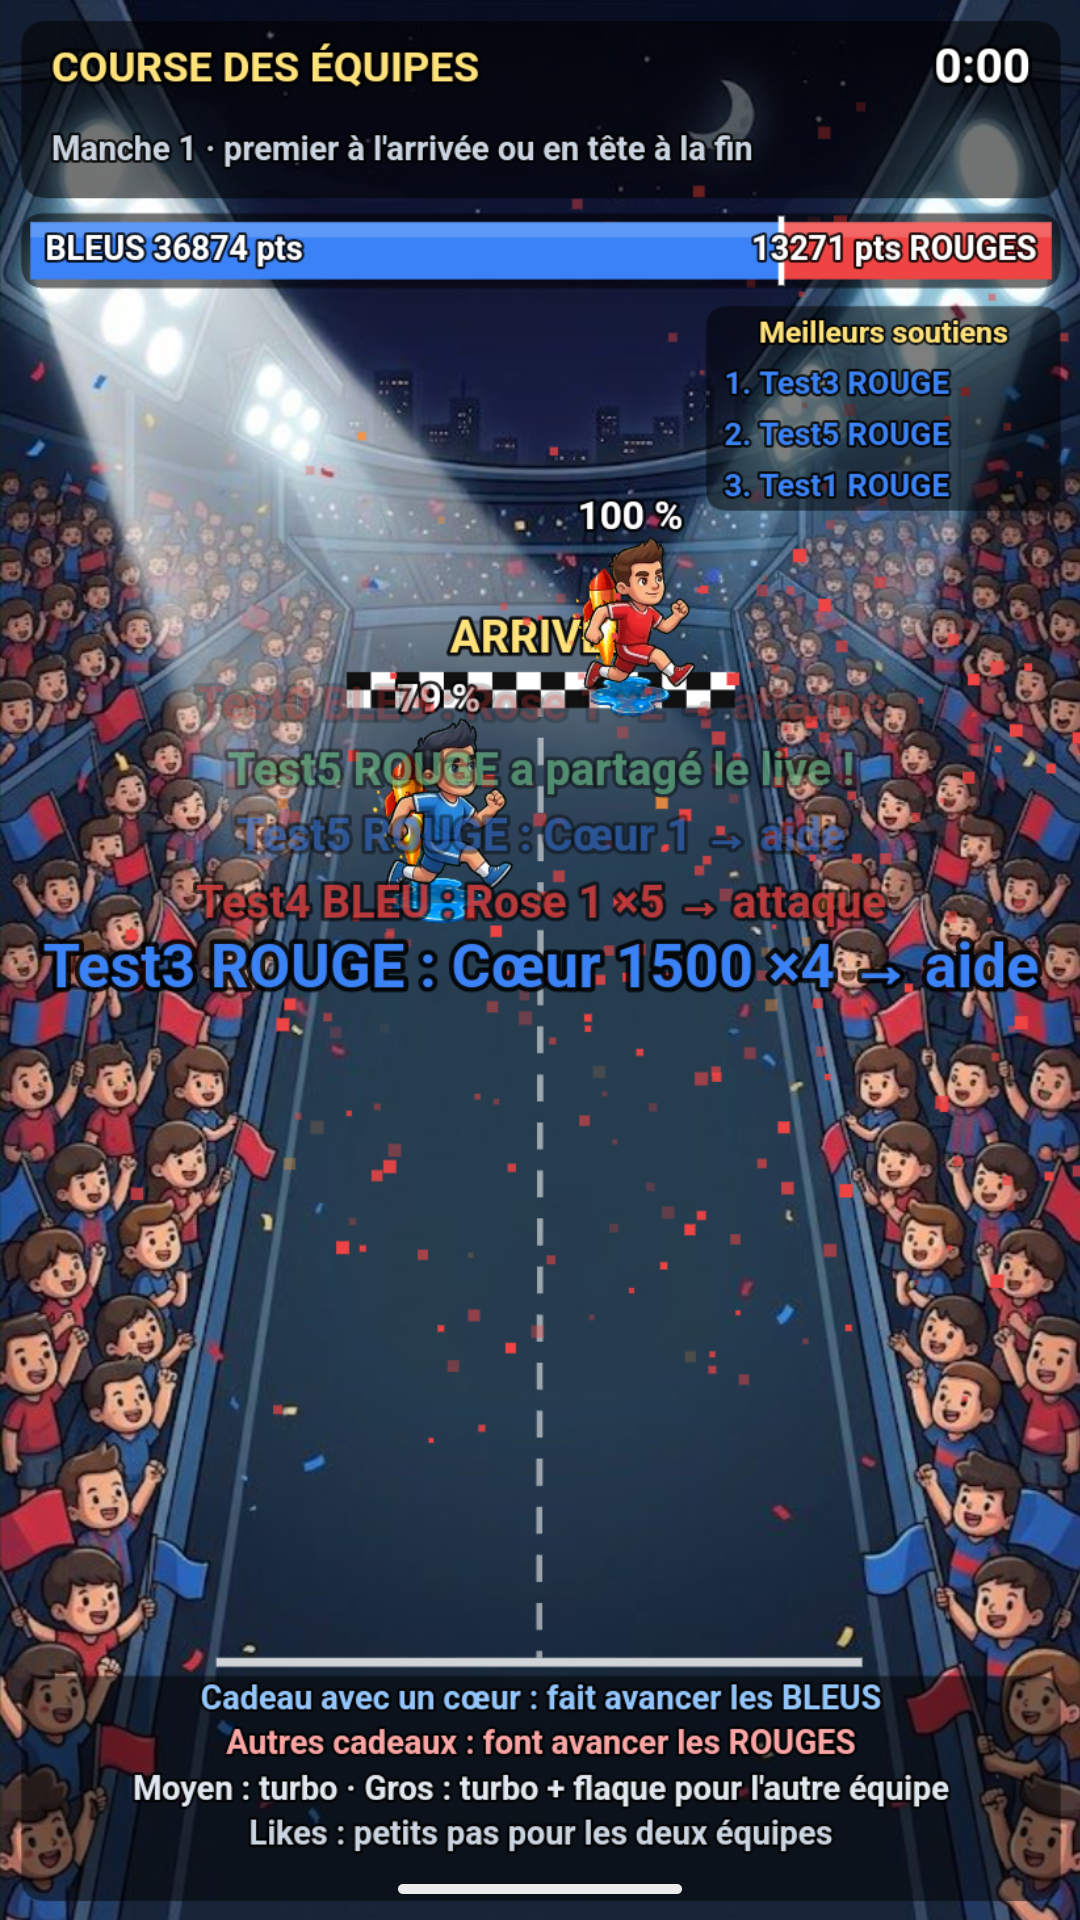 COURSE DES ÉQUIPES
0:00
Manche 1 · premier à l'arrivée ou en tête à la fin
BLEUS 36874 pts
13271 pts ROUGES
Meilleurs soutiens
1. Test3 ROUGE
2. Test5 ROUGE
3. Test1 ROUGE
100 %
ARRIV
79 %
Rose 1
Test5 ROUGE a partagé le live !
Test5 ROUGE : Cœur 1 → aide
Test4 BLEU : Rose 1 ×5 → attaque
Test3 ROUGE : Cœur 1500 ×4 → aide
Cadeau avec un cœur : fait avancer les BLEUS
Autres cadeaux : font avancer les ROUGES
Moyen : turbo · Gros : turbo + flaque pour l'autre équipe
Likes : petits pas pour les deux équipes